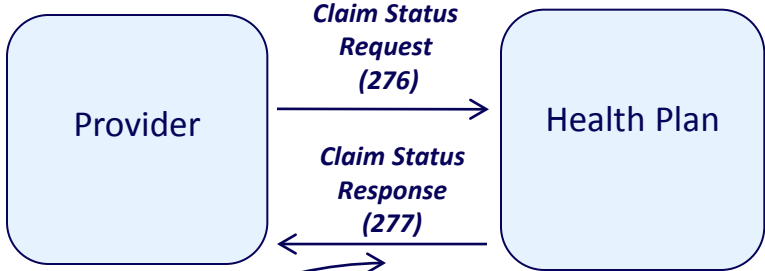 Claim Status
Request
(276)
Provider
Health Plan
Claim Status
Response
(277)